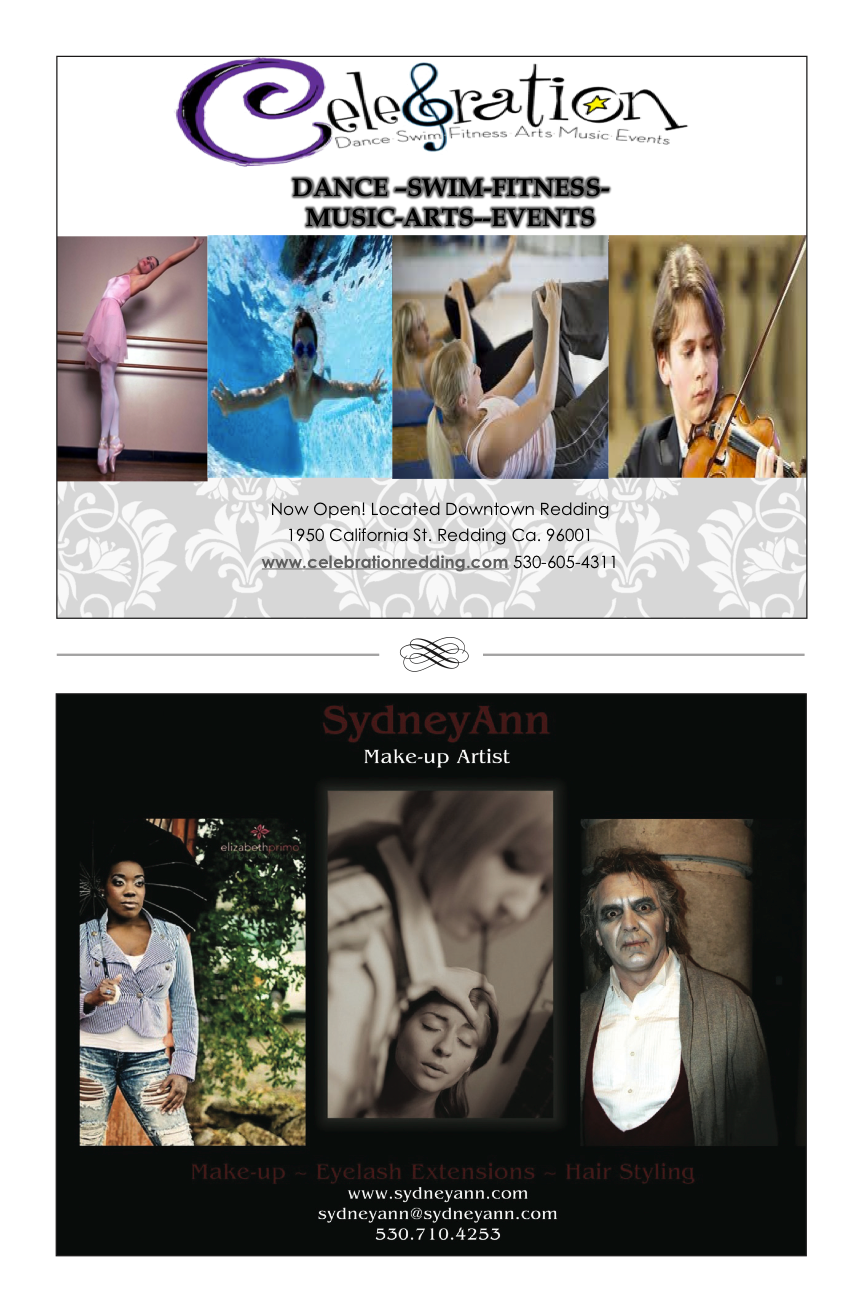 Celebration
Dance Swim Fitness Arts Music Events
DANCE –SWIM-FITNESS-
MUSIC-ARTS--EVENTS
Now Open! Located Downtown Redding
1950 California St. Redding Ca. 96001
www.celebrationredding.com 530-605-4311
SydneyAnn
Make-up Artist
elizabethprimo
Make-up ~ Eyelash Extensions ~ Hair Styling
www.sydneyann.com
sydneyann@sydneyann.com
530.710.4253